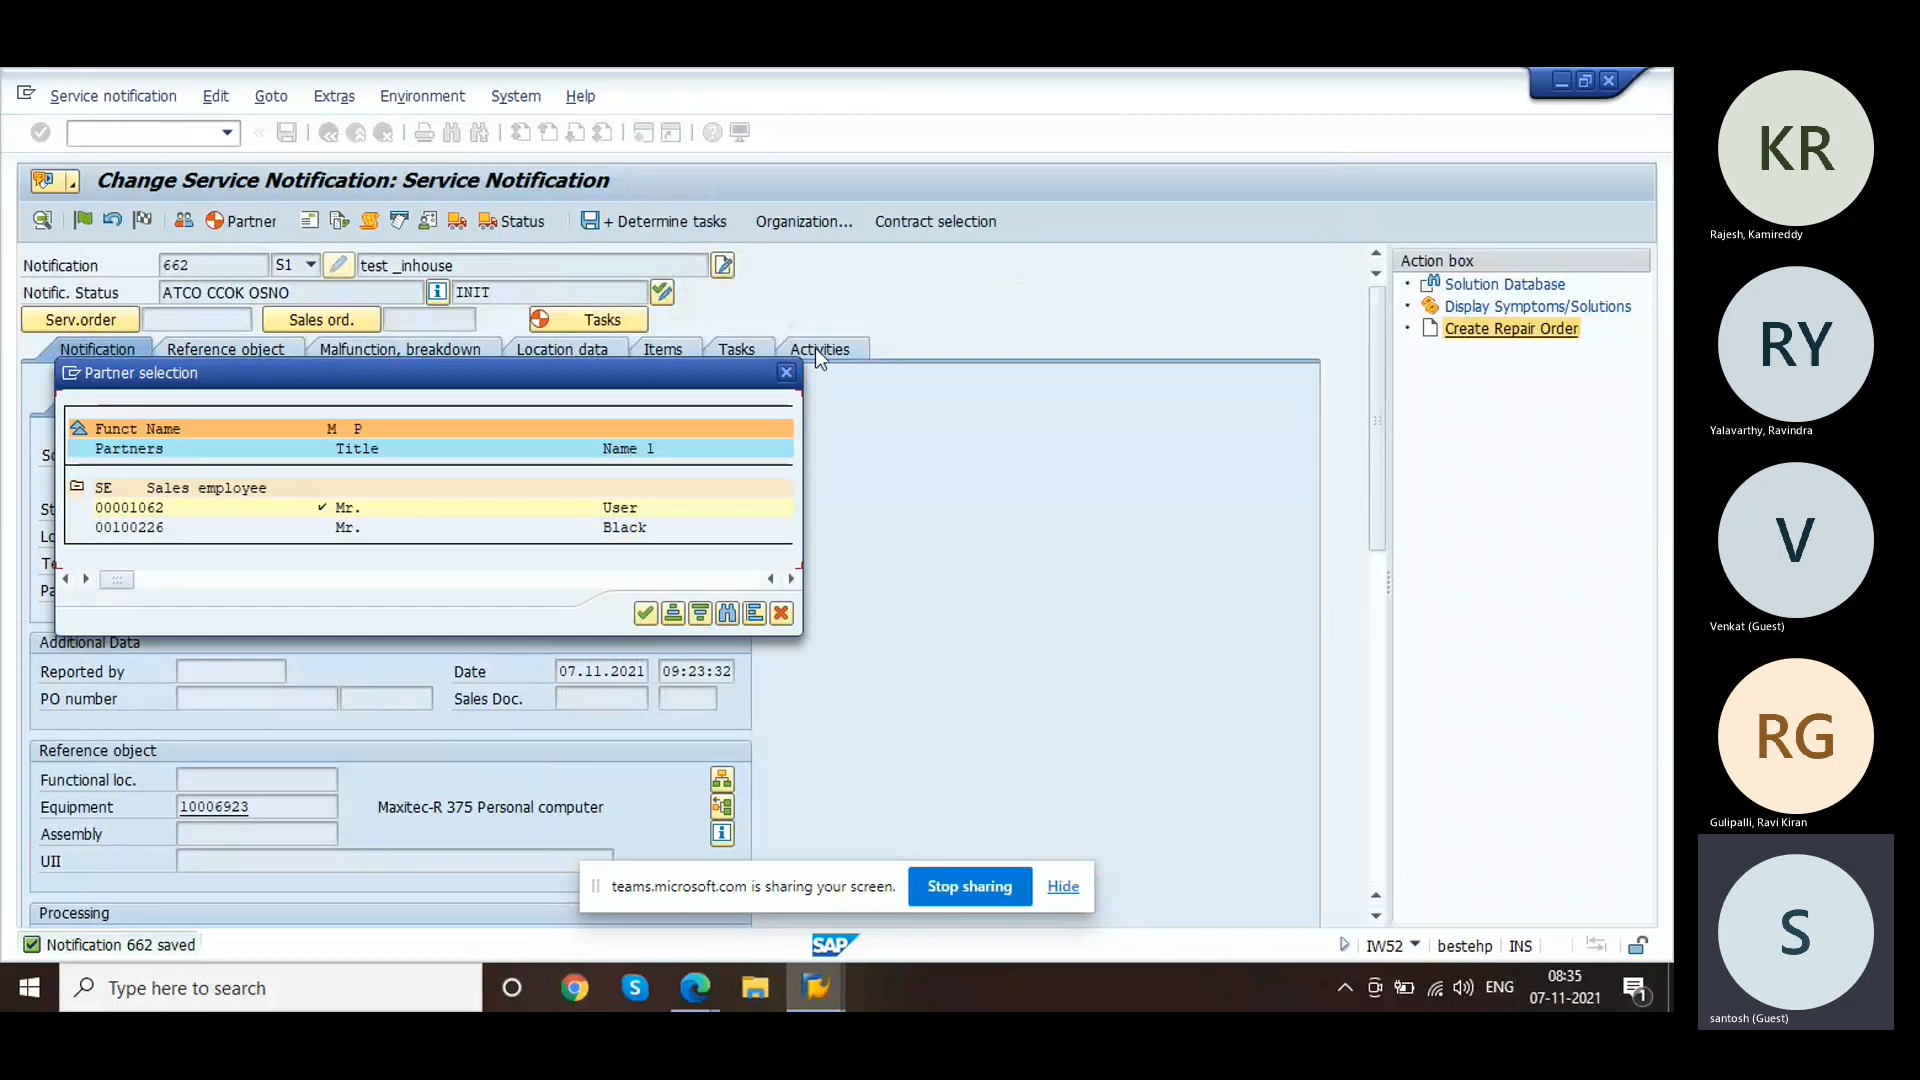 Service notification Edit Goto Extras Environment System Help
Change Service Notification: Service Notification
Partner Status + Determine tasks Organization... Contract selection
Notification 662 S1 test _inhouse
Notific. Status ATCO CCOK OSNO INIT
Serv.order Sales ord. Tasks
Notification Reference object Malfunction, breakdown Location data Items Tasks Activities
Partner selection
Funct Name M P
Partners Title Name 1
SE Sales employee
00001062 ✔ Mr. User
00100226 Mr. Black
St
Lo
Te
Pa
Additional Data
Reported by Date 07.11.2021 09:23:32
PO number Sales Doc.
Reference object
Functional loc.
Equipment 10006923 Maxitec-R 375 Personal computer
Assembly
UII
Processing
Action box
Solution Database
Display Symptoms/Solutions
Create Repair Order
teams.microsoft.com is sharing your screen. Stop sharing Hide
Notification 662 saved SAP IW52 bestehp INS
Type here to search ENG 08:35
07-11-2021
1
KR
Rajesh, Kamireddy
RY
Yalavarthy, Ravindra
V
Venkat (Guest)
RG
Gulipalli, Ravi Kiran
S
santosh (Guest)